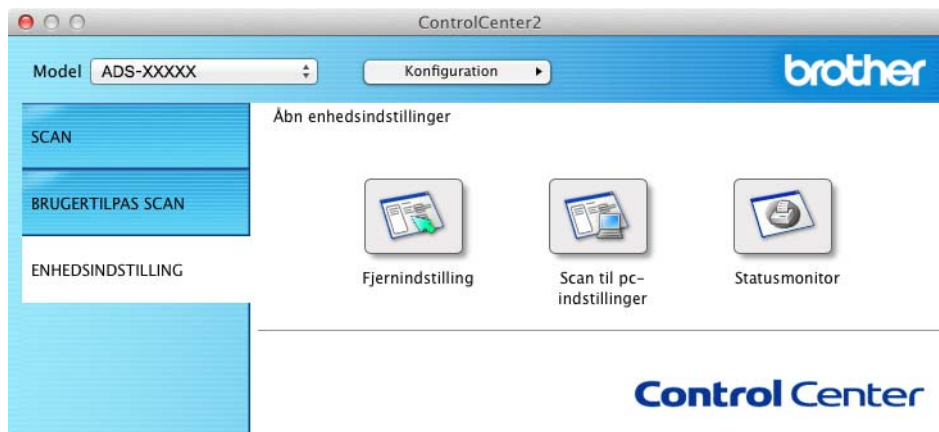 ControlCenter2
Model ADS-XXXXX Konfiguration brother
SCAN
BRUGERTILPAS SCAN
ENHEDSINDSTILLING
Åbn enhedsindstillinger
Fjernindstilling
Scan til pc-
indstillinger
Statusmonitor
Control Center